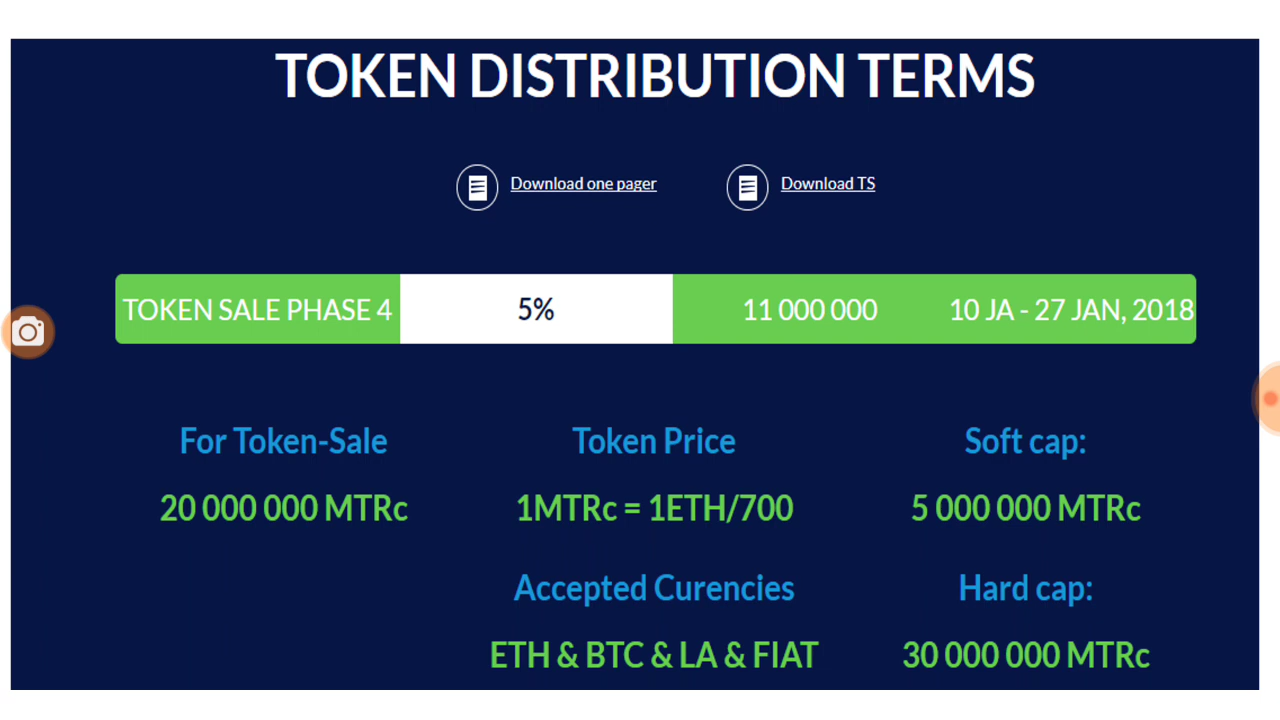 TOKEN DISTRIBUTION TERMS
Download one pager
Download TS
TOKEN SALE PHASE 4 5% 11 000 000 10 JA - 27 JAN, 2018
For Token-Sale Token Price Soft cap:
20 000 000 MTRc 1MTRc = 1ETH/700 5 000 000 MTRc
Accepted Curencies Hard cap:
ETH & BTC & LA & FIAT 30 000 000 MTRc